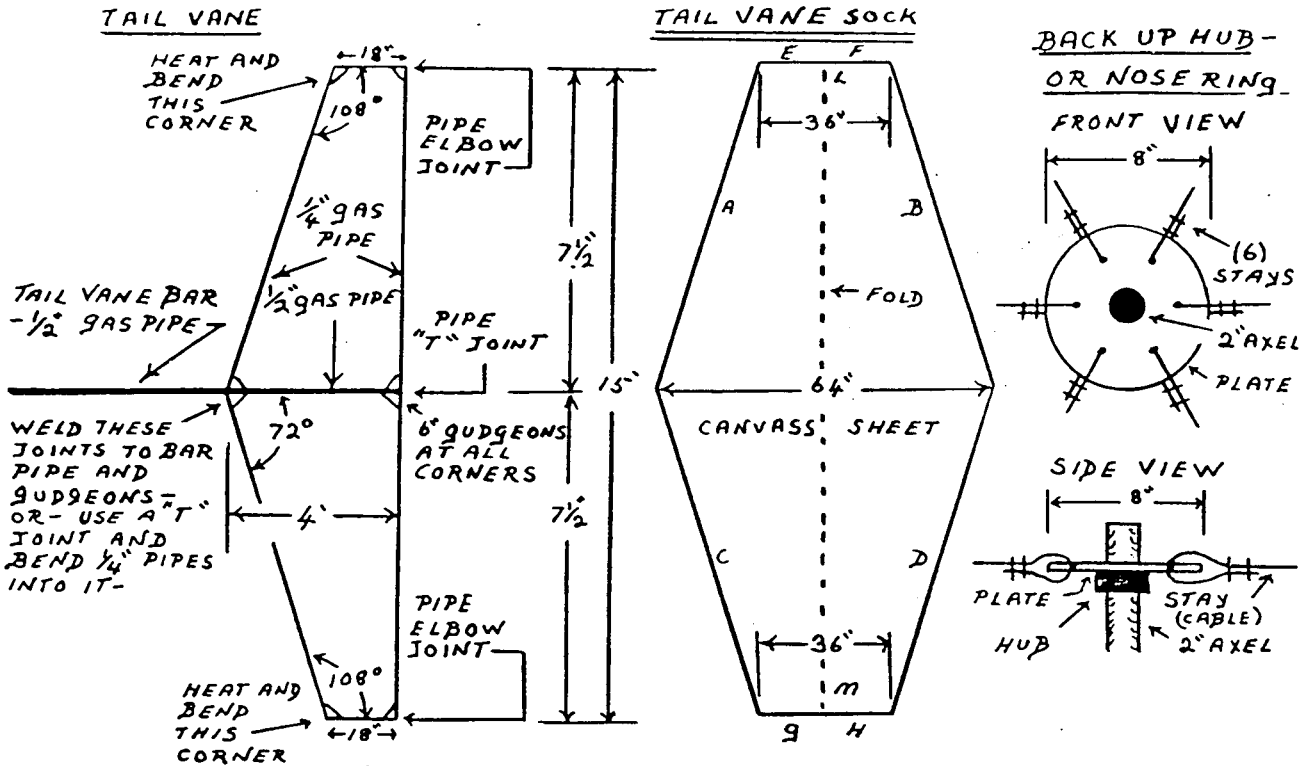 TAIL VANE
HEAT AND
BEND
THIS
CORNER
18"
108°
PIPE
ELBOW
JOINT
1/4" GAS
PIPE
1/2" GAS PIPE
TAIL VANE BAR
-1/2" GAS PIPE
PIPE
"T" JOINT
7 1/2"
15'
72°
WELD THESE
JOINTS TO BAR
PIPE AND
GUDGEONS-
OR- USE A "T"
JOINT AND
BEND 1/4" PIPES
INTO IT-
6" GUDGEONS
AT ALL
CORNERS
4'
7 1/2'
PIPE
ELBOW
JOINT
108°
HEAT AND
BEND
THIS
CORNER
18"
TAIL VANE SOCK
E F
L
36"
A B
FOLD
64"
CANVASS SHEET
C D
36"
M
G H
BACK UP HUB-
OR NOSE RING
FRONT VIEW
8"
(6)
STAYS
2" AXEL
PLATE
SIDE VIEW
8"
PLATE
STAY
(CABLE)
HUB
2" AXEL